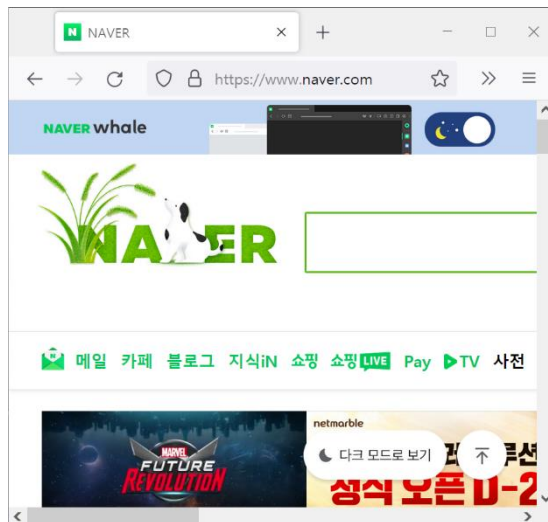 NAVER
https://www.naver.com
NAVER whale
NAVER
메일 카페 블로그 지식iN 쇼핑 쇼핑LIVE Pay TV 사전
MARVEL
FUTURE
REVOLUTION
netmarble
다크 모드로 보기
정식 오픈 D-2